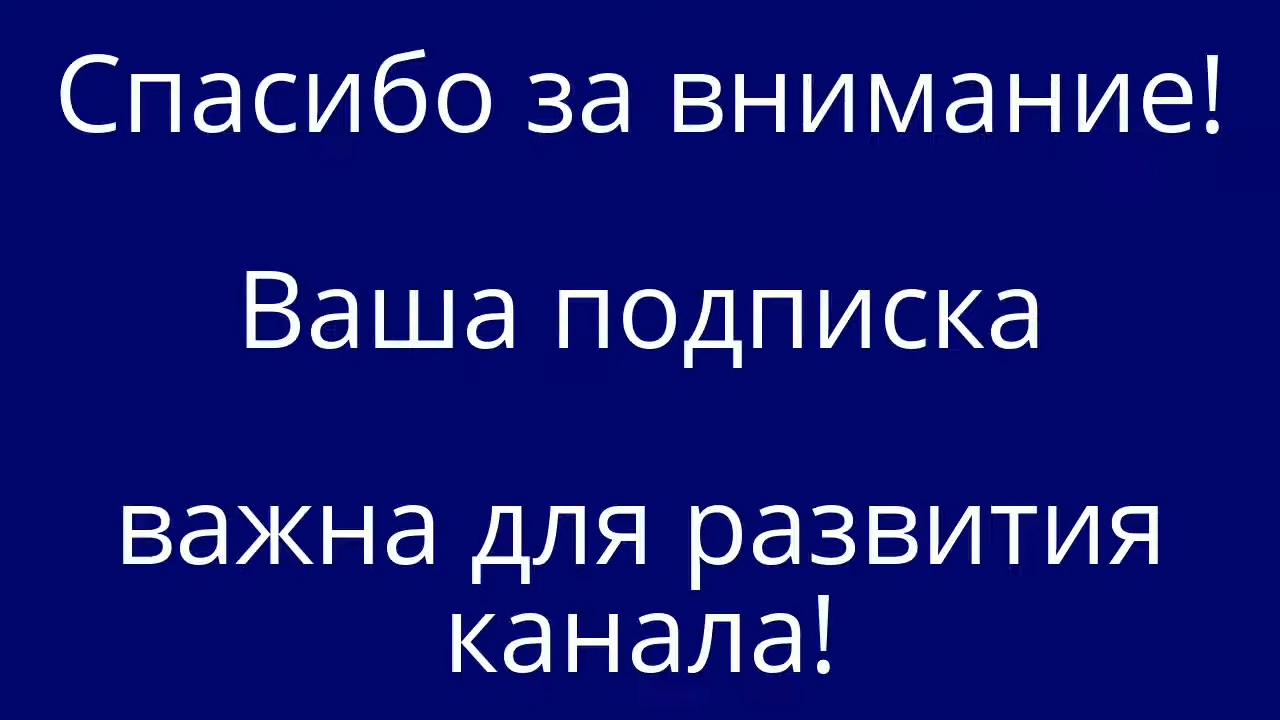 Спасибо за внимание!
Ваша подписка
важна для развития
канала!